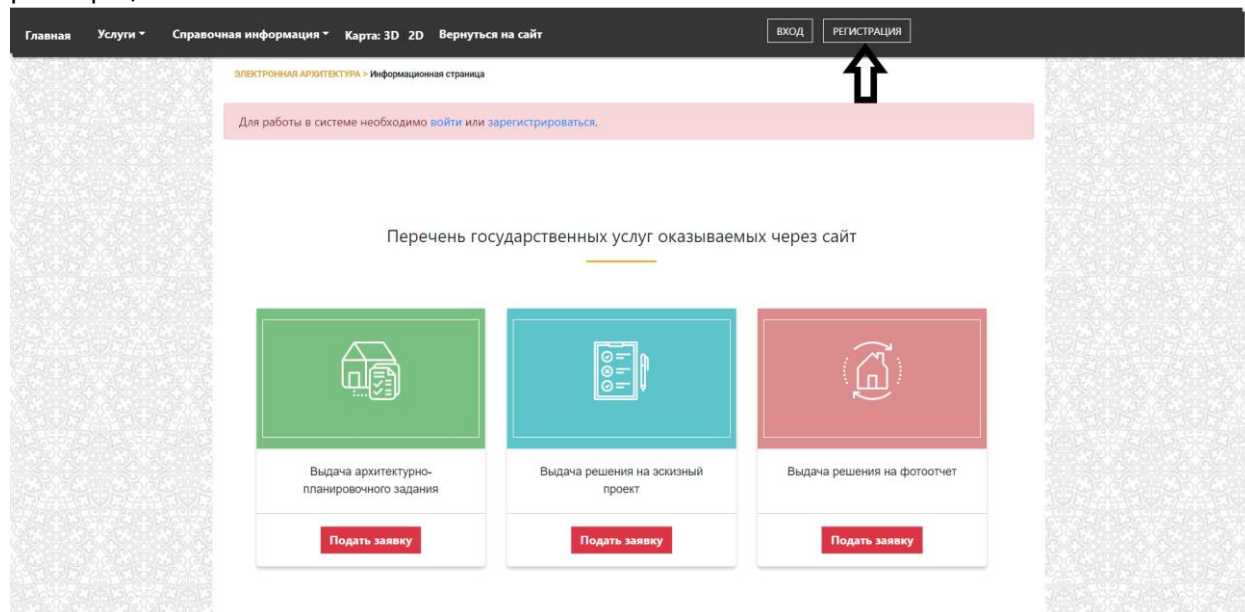 Главная Услуги Справочная информация Карта: 3D 2D Вернуться на сайт ВХОД РЕГИСТРАЦИЯ
ЭЛЕКТРОННАЯ АРХИТЕКТУРА > Информационная страница
Для работы в системе необходимо войти или зарегистрироваться.
Перечень государственных услуг оказываемых через сайт
Выдача архитектурно-
планировочного задания
Выдача решения на эскизный
проект
Выдача решения на фотоотчет
Подать заявку Подать заявку Подать заявку